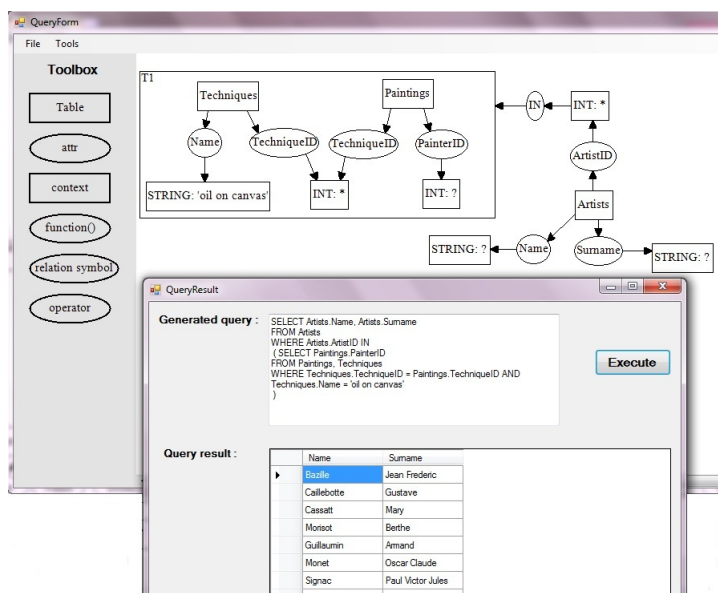 QueryForm
File Tools
Toolbox
Table
attr
context
function()
relation symbol
operator
T1
Techniques
Paintings
Name
TechniqueID
TechniqueID
PainterID
STRING: 'oil on canvas'
INT: *
INT: ?
IN
INT: *
ArtistID
Artists
STRING: ?
Name
Surname
STRING: ?
QueryResult
Generated query :
SELECT Artists.Name, Artists.Surname
FROM Artists
WHERE Artists.ArtistID IN
( SELECT Paintings.PainterID
FROM Paintings, Techniques
WHERE Techniques.TechniqueID = Paintings.TechniqueID AND
Techniques.Name = 'oil on canvas'
)
Execute
Query result :
Name Surname
Bazille Jean Frederic
Caillebotte Gustave
Cassatt Mary
Morisot Berthe
Guillaumin Armand
Monet Oscar Claude
Signac Paul Victor Jules